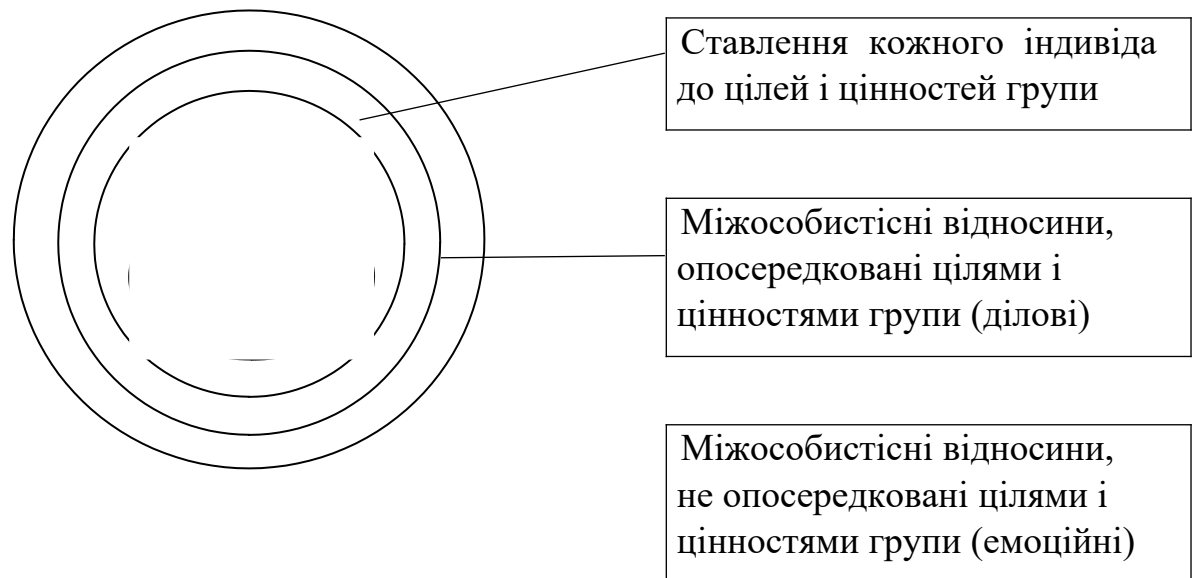 Ставлення кожного індивіда
до цілей і цінностей групи
Міжособистісні відносини,
опосередковані цілями і
цінностями групи (ділові)
Міжособистісні відносини,
не опосередковані цілями і
цінностями групи (емоційні)